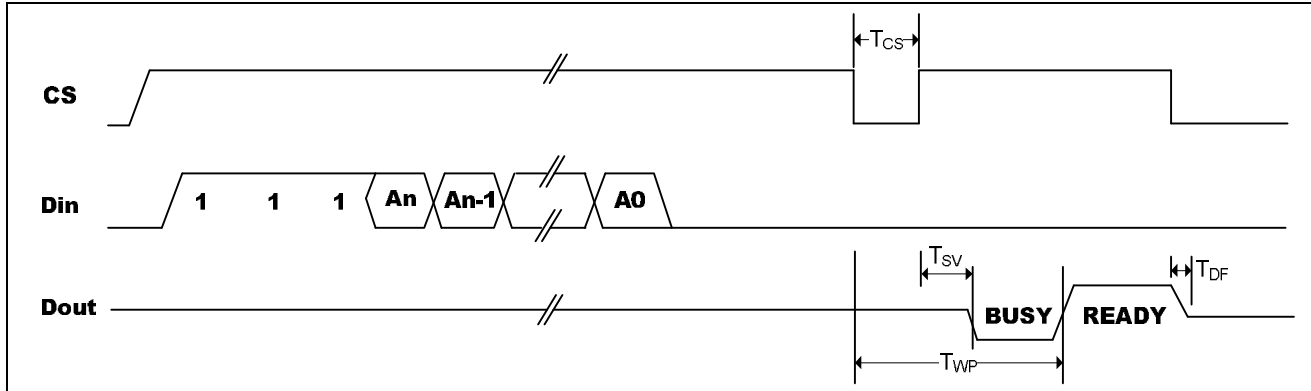 TCS
CS
Din 1 1 1 An An-1 A0
TSV
TDF
Dout BUSY READY
TWP